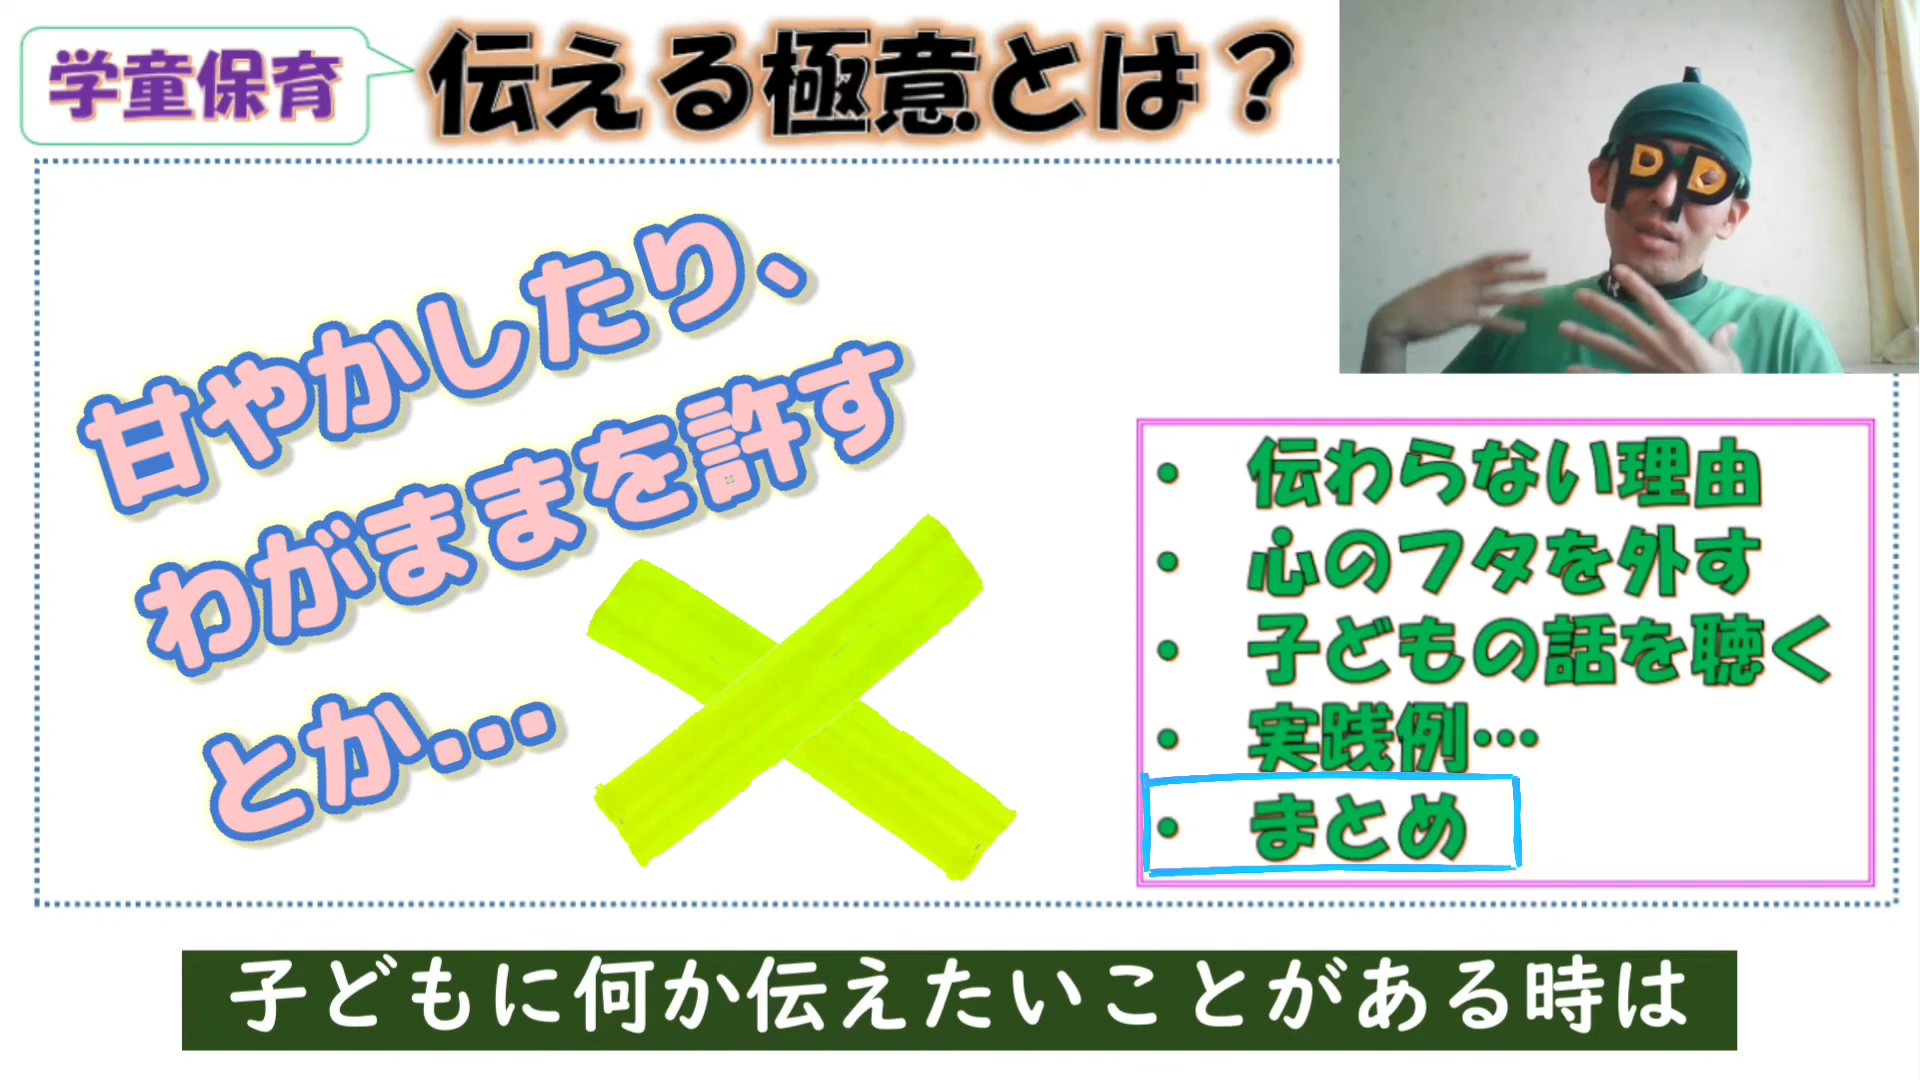 学童保育
伝える極意とは？
PD
甘やかしたり、
わがままを許す
とか…
・ 伝わらない理由
・ 心のフタを外す
・ 子どもの話を聴く
・ 実践例…
・ まとめ
子どもに何か伝えたいことがある時は